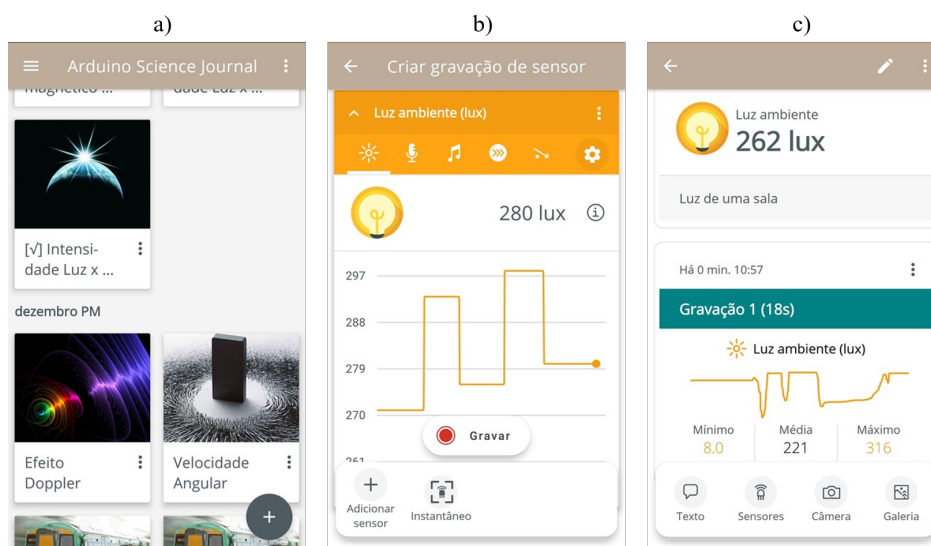 a)
Arduino Science Journal
magnético ...
dade Luz x ...
[√] Intensi-
dade Luz x ...
dezembro PM
Efeito
Doppler
Velocidade
Angular
+
b)
Criar gravação de sensor
Luz ambiente (lux)
280 lux
297
288
279
270
261
Gravar
Adicionar
sensor
Instantâneo
c)
Luz ambiente
262 lux
Luz de uma sala
Há 0 min. 10:57
Gravação 1 (18s)
Luz ambiente (lux)
Mínimo
8,0
Média
221
Máximo
316
Texto
Sensores
Câmera
Galeria